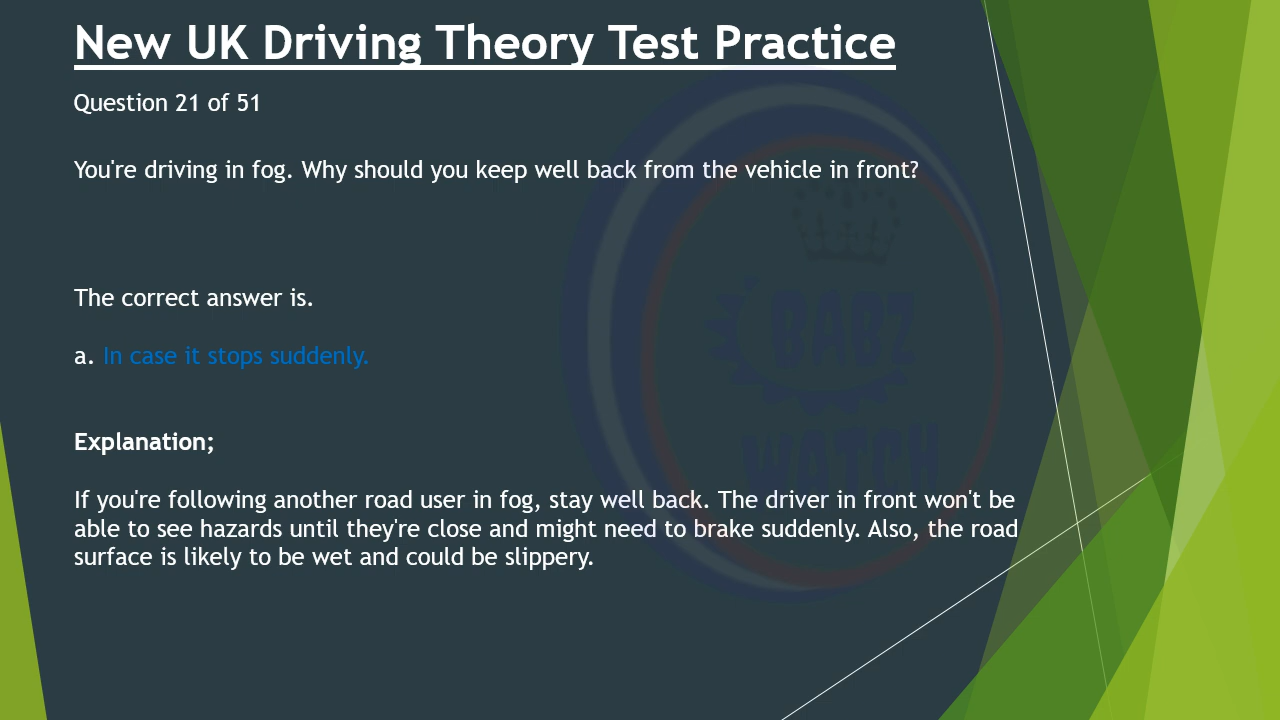 New UK Driving Theory Test Practice
Question 21 of 51
You're driving in fog. Why should you keep well back from the vehicle in front?
The correct answer is.
a. In case it stops suddenly.
Explanation;
If you're following another road user in fog, stay well back. The driver in front won't be
able to see hazards until they're close and might need to brake suddenly. Also, the road
surface is likely to be wet and could be slippery.
BABZ
WATCH